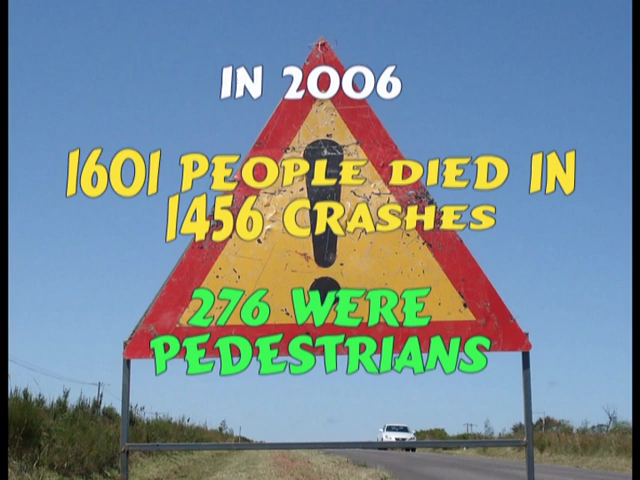 IN 2006
1601 PEOPLE DIED IN
1456 CRASHES
!
276 WERE
PEDESTRIANS